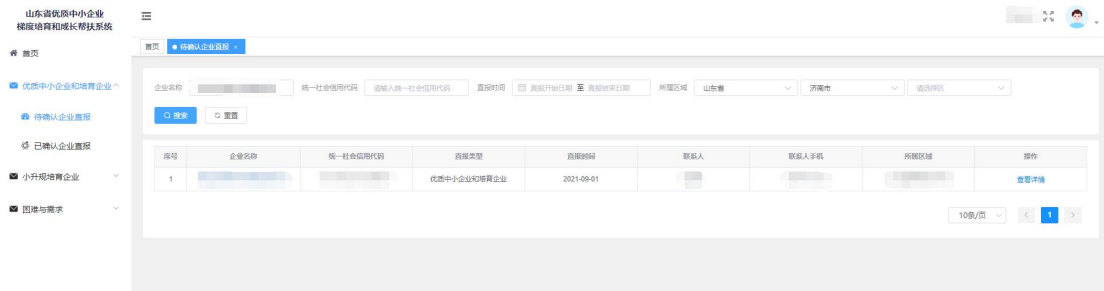 山东省优质中小企业
梯度培育和成长帮扶系统
首页
优质中小企业和培育企业
待确认企业直报
已确认企业直报
小升规培育企业
困难与需求
首页 待确认企业直报 ×
企业名称 统一社会信用代码 请输入统一社会信用代码 直报时间 直报开始日期 至 直报结束日期 所属区域 山东省 济南市 请选择区
搜索 重置
序号 企业名称 统一社会信用代码 直报类型 直报时间 联系人 联系人手机 所属区域 操作
1 优质中小企业和培育企业 2021-09-01 查看详情
10条/页 < 1 >